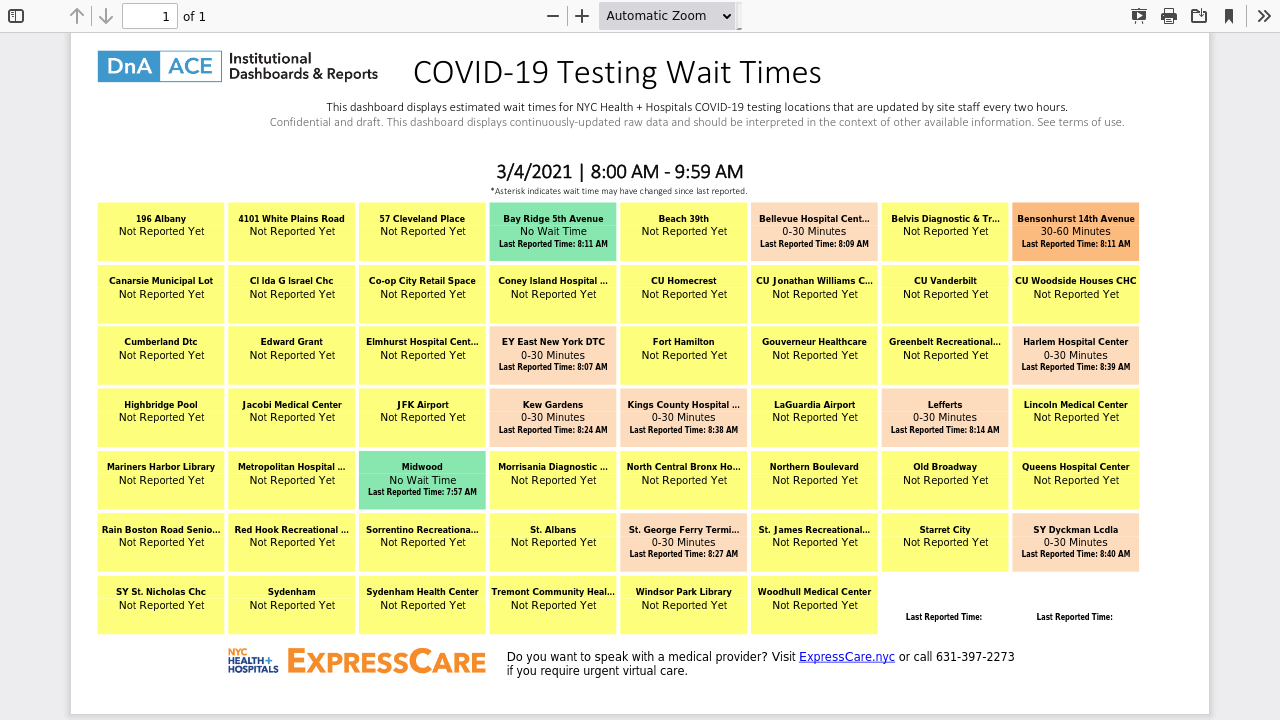 1 of 1 Automatic Zoom
DnA ACE Institutional Dashboards & Reports
COVID-19 Testing Wait Times
This dashboard displays estimated wait times for NYC Health + Hospitals COVID-19 testing locations that are updated by site staff every two hours.
Confidential and draft. This dashboard displays continuously-updated raw data and should be interpreted in the context of other available information. See terms of use.
3/4/2021 | 8:00 AM - 9:59 AM
*Asterisk indicates wait time may have changed since last reported.
196 Albany
Not Reported Yet
4101 White Plains Road
Not Reported Yet
57 Cleveland Place
Not Reported Yet
Bay Ridge 5th Avenue
No Wait Time
Last Reported Time: 8:11 AM
Beach 39th
Not Reported Yet
Bellevue Hospital Cent...
0-30 Minutes
Last Reported Time: 8:09 AM
Belvis Diagnostic & Tr...
Not Reported Yet
Bensonhurst 14th Avenue
30-60 Minutes
Last Reported Time: 8:11 AM
Canarsie Municipal Lot
Not Reported Yet
CI Ida G Israel Chc
Not Reported Yet
Co-op City Retail Space
Not Reported Yet
Coney Island Hospital ...
Not Reported Yet
CU Homecrest
Not Reported Yet
CU Jonathan Williams C...
Not Reported Yet
CU Vanderbilt
Not Reported Yet
CU Woodside Houses CHC
Not Reported Yet
Cumberland Dtc
Not Reported Yet
Edward Grant
Not Reported Yet
Elmhurst Hospital Cent...
Not Reported Yet
EY East New York DTC
0-30 Minutes
Last Reported Time: 8:07 AM
Fort Hamilton
Not Reported Yet
Gouverneur Healthcare
Not Reported Yet
Greenbelt Recreational...
Not Reported Yet
Harlem Hospital Center
0-30 Minutes
Last Reported Time: 8:39 AM
Highbridge Pool
Not Reported Yet
Jacobi Medical Center
Not Reported Yet
JFK Airport
Not Reported Yet
Kew Gardens
0-30 Minutes
Last Reported Time: 8:24 AM
Kings County Hospital ...
0-30 Minutes
Last Reported Time: 8:38 AM
LaGuardia Airport
Not Reported Yet
Lefferts
0-30 Minutes
Last Reported Time: 8:14 AM
Lincoln Medical Center
Not Reported Yet
Mariners Harbor Library
Not Reported Yet
Metropolitan Hospital ...
Not Reported Yet
Midwood
No Wait Time
Last Reported Time: 7:57 AM
Morrisania Diagnostic ...
Not Reported Yet
North Central Bronx Ho...
Not Reported Yet
Northern Boulevard
Not Reported Yet
Old Broadway
Not Reported Yet
Queens Hospital Center
Not Reported Yet
Rain Boston Road Senio...
Not Reported Yet
Red Hook Recreational ...
Not Reported Yet
Sorrentino Recreationa...
Not Reported Yet
St. Albans
Not Reported Yet
St. George Ferry Termi...
0-30 Minutes
Last Reported Time: 8:27 AM
St. James Recreational...
Not Reported Yet
Starret City
Not Reported Yet
SY Dyckman Lcdla
0-30 Minutes
Last Reported Time: 8:40 AM
SY St. Nicholas Chc
Not Reported Yet
Sydenham
Not Reported Yet
Sydenham Health Center
Not Reported Yet
Tremont Community Heal...
Not Reported Yet
Windsor Park Library
Not Reported Yet
Woodhull Medical Center
Not Reported Yet
Last Reported Time:
Last Reported Time:
NYC HEALTH+ HOSPITALS
EXPRESSCARE
Do you want to speak with a medical provider? Visit ExpressCare.nyc or call 631-397-2273
if you require urgent virtual care.